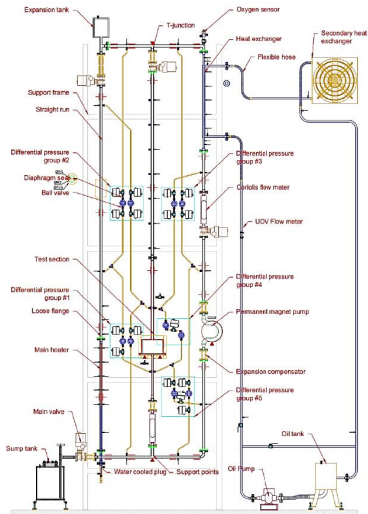 Expansion tank
Oxygen sensor
T-junction
Heat exchanger
Secondary heat
exchanger
Flexible hose
Support frame
Straight run
Differential pressure
group #2
Differential pressure
group #3
Diaphragm seal
Ball valve
Coriolis flow meter
UDV Flow meter
Test section
Differential pressure
group #4
Differential pressure
group #1
Loose flange
Permanent magnet pump
Main heater
Expansion compensator
Differential pressure
group #5
Main valve
Sump tank
Oil tank
Oil Pump
Water cooled plug
Support points